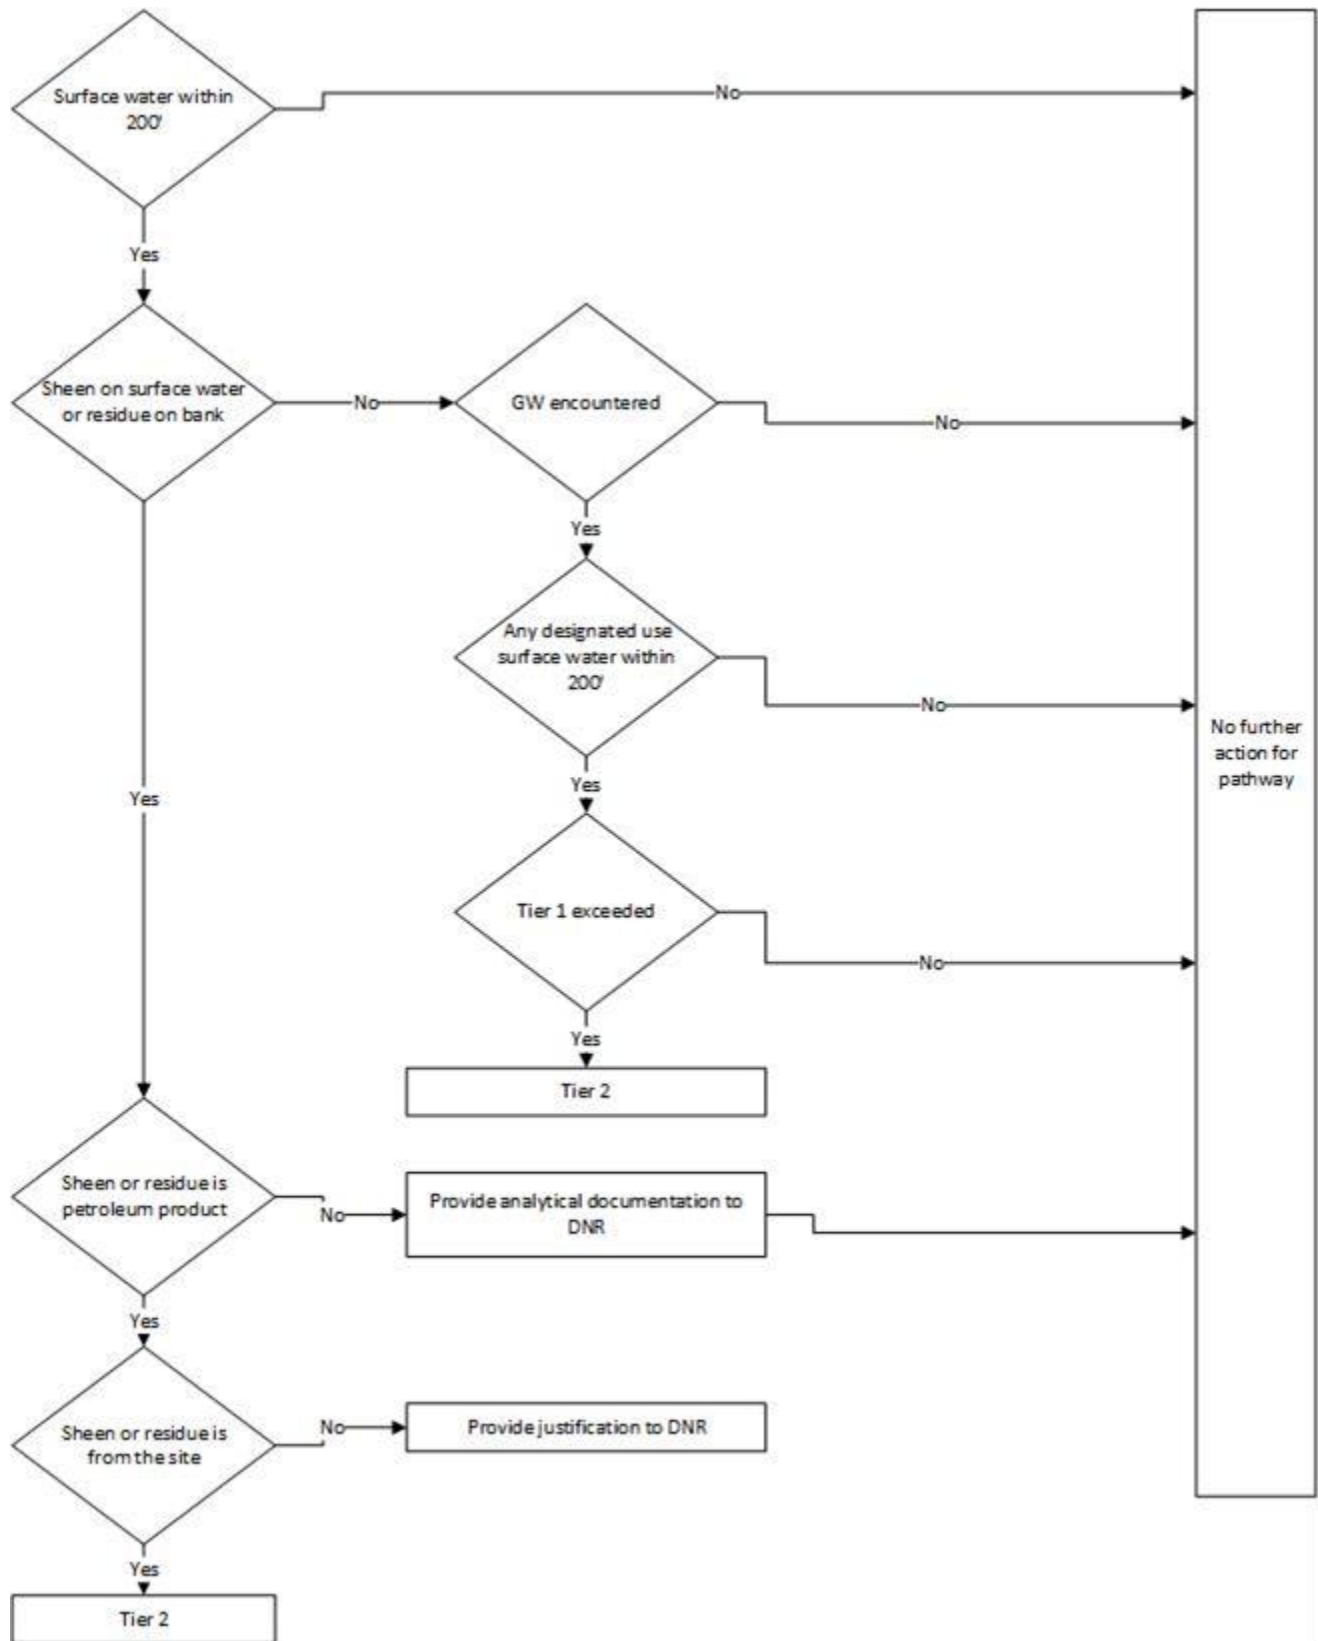 Surface water within
200'
No
Yes
Sheen on surface water
or residue on bank
No
GW encountered
No
Yes
Any designated use
surface water within
200'
No
No further
action for
pathway
Yes
Yes
Tier 1 exceeded
No
Yes
Tier 2
Sheen or residue is
petroleum product
No
Provide analytical documentation to
DNR
Yes
Sheen or residue is
from the site
No
Provide justification to DNR
Yes
Tier 2